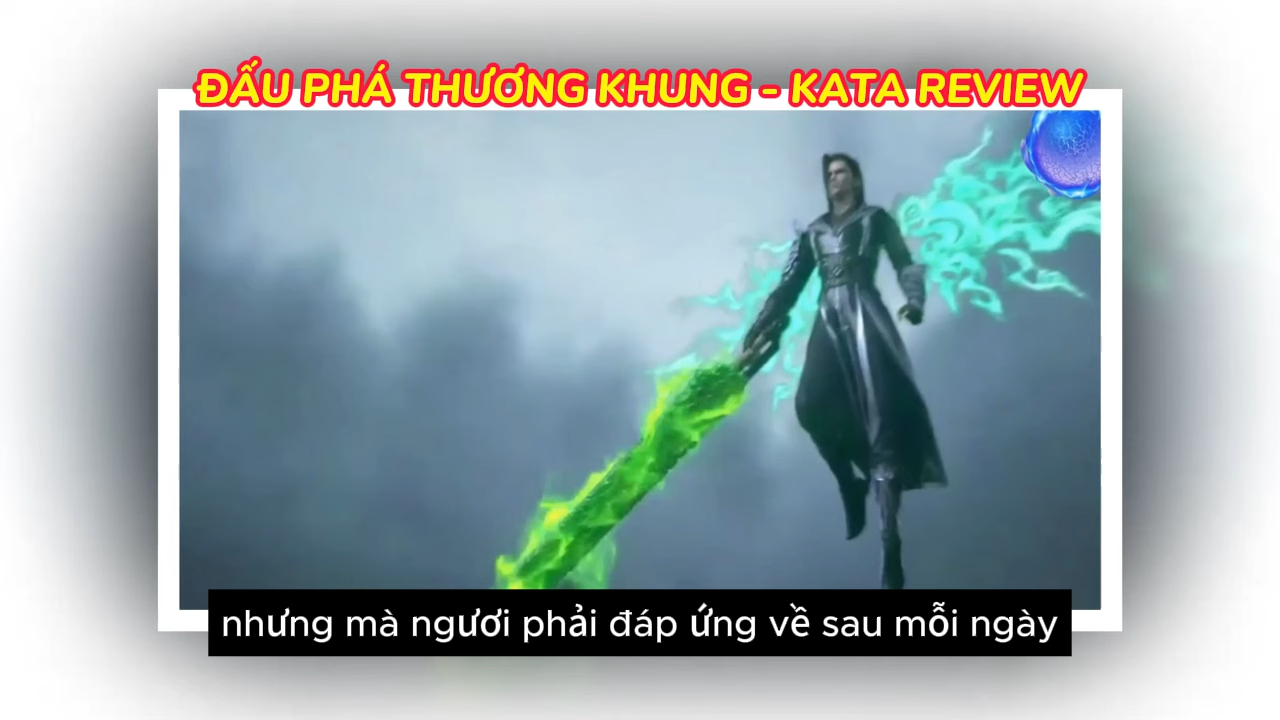 ĐẤU PHÁ THƯƠNG KHUNG - KATA REVIEW
nhưng mà ngươi phải đáp ứng về sau mỗi ngày